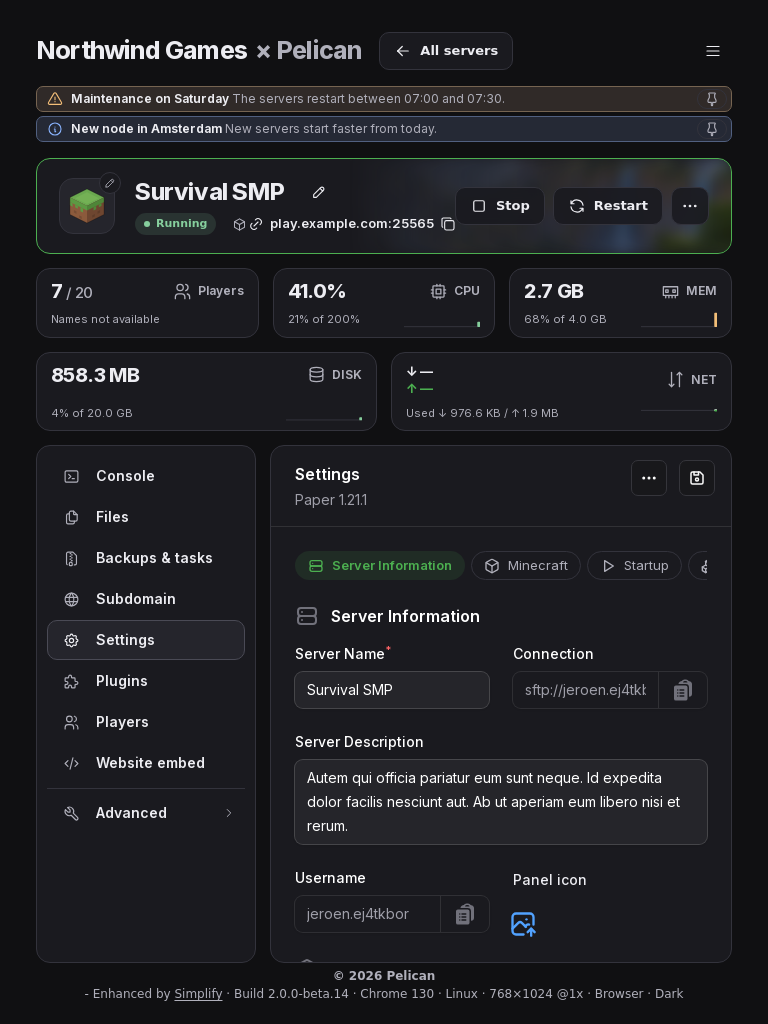 Northwind Games × Pelican
All servers
Maintenance on Saturday The servers restart between 07:00 and 07:30.
New node in Amsterdam New servers start faster from today.
Survival SMP
Running
play.example.com:25565
Stop
Restart
7 / 20
Players
Names not available
41.0%
CPU
21% of 200%
2.7 GB
MEM
68% of 4.0 GB
858.3 MB
DISK
4% of 20.0 GB
↓ —
↑ —
NET
Used ↓ 976.6 KB / ↑ 1.9 MB
Console
Files
Backups & tasks
Subdomain
Settings
Plugins
Players
Website embed
Advanced
Settings
Paper 1.21.1
Server Information
Minecraft
Startup
Server Information
Server Name*
Connection
Survival SMP
sftp://jeroen.ej4tkb
Server Description
Autem qui officia pariatur eum sunt neque. Id expedita
dolor facilis nesciunt aut. Ab ut aperiam eum libero nisi et
rerum.
Username
Panel icon
jeroen.ej4tkbor
© 2026 Pelican
- Enhanced by Simplify · Build 2.0.0-beta.14 · Chrome 130 · Linux · 768×1024 @1x · Browser · Dark